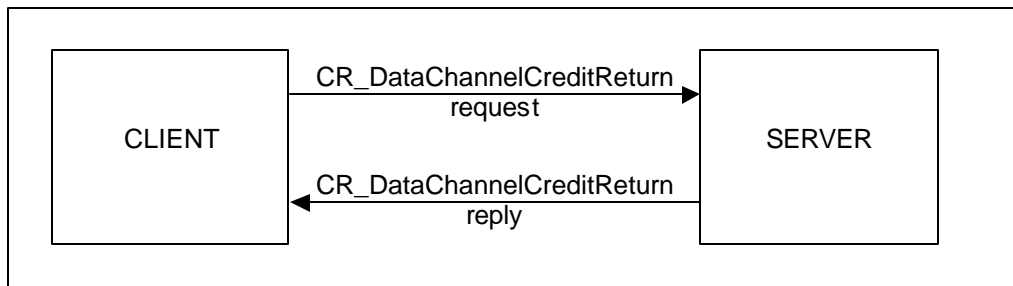 CR_DataChannelCreditReturn
request
CLIENT
SERVER
CR_DataChannelCreditReturn
reply